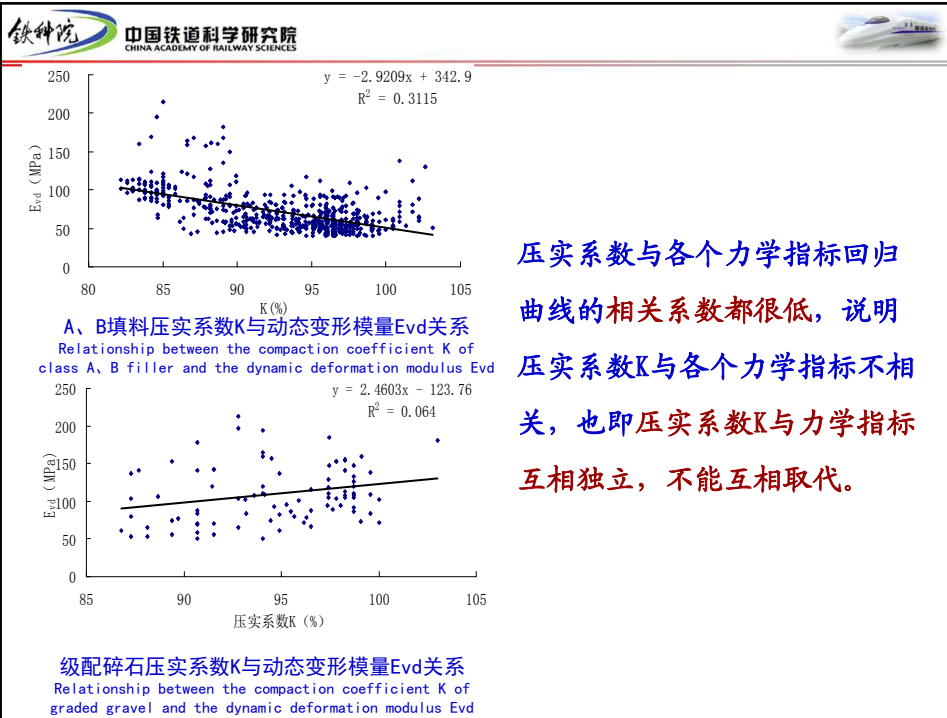 铁科院
中国铁道科学研究院
CHINA ACADEMY OF RAILWAY SCIENCES
y = -2.9209x + 342.9
R² = 0.3115
Evd (MPa)
250
200
150
100
50
0
80 85 90 95 100 105
K(%)
A、B填料压实系数K与动态变形模量Evd关系
Relationship between the compaction coefficient K of
class A、B filler and the dynamic deformation modulus Evd
y = 2.4603x - 123.76
R² = 0.064
Evd (MPa)
250
200
150
100
50
0
85 90 95 100 105
压实系数K（%）
级配碎石压实系数K与动态变形模量Evd关系
Relationship between the compaction coefficient K of
graded gravel and the dynamic deformation modulus Evd
压实系数与各个力学指标回归
曲线的相关系数都很低，说明
压实系数K与各个力学指标不相
关，也即压实系数K与力学指标
互相独立，不能互相取代。